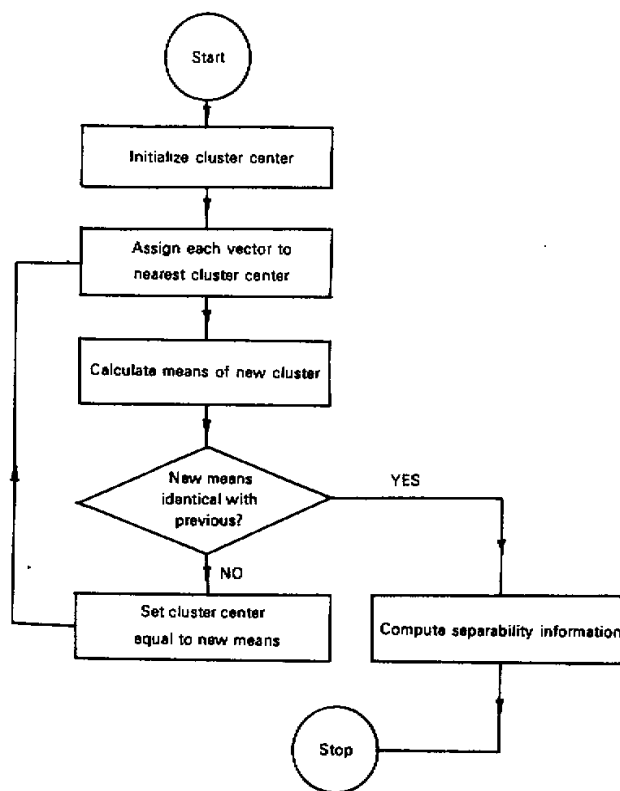 Start
Initialize cluster center
Assign each vector to
nearest cluster center
Calculate means of new cluster
New means
identical with
previous?
YES
NO
Set cluster center
equal to new means
Compute separability information
Stop